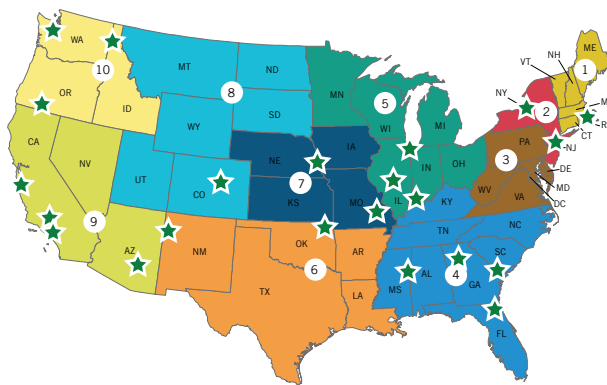 WA
MT
ND
MN
ME
NH
VT
1
10
8
5
NY
2
M
R
OR
ID
SD
WI
MI
CT
WY
PA
NJ
CA
NV
IA
NE
3
DE
MD
DC
UT
CO
7
IL
IN
OH
WV
VA
KS
MO
KY
9
TN
NC
AZ
NM
OK
AR
SC
6
4
MS
AL
GA
TX
LA
FL